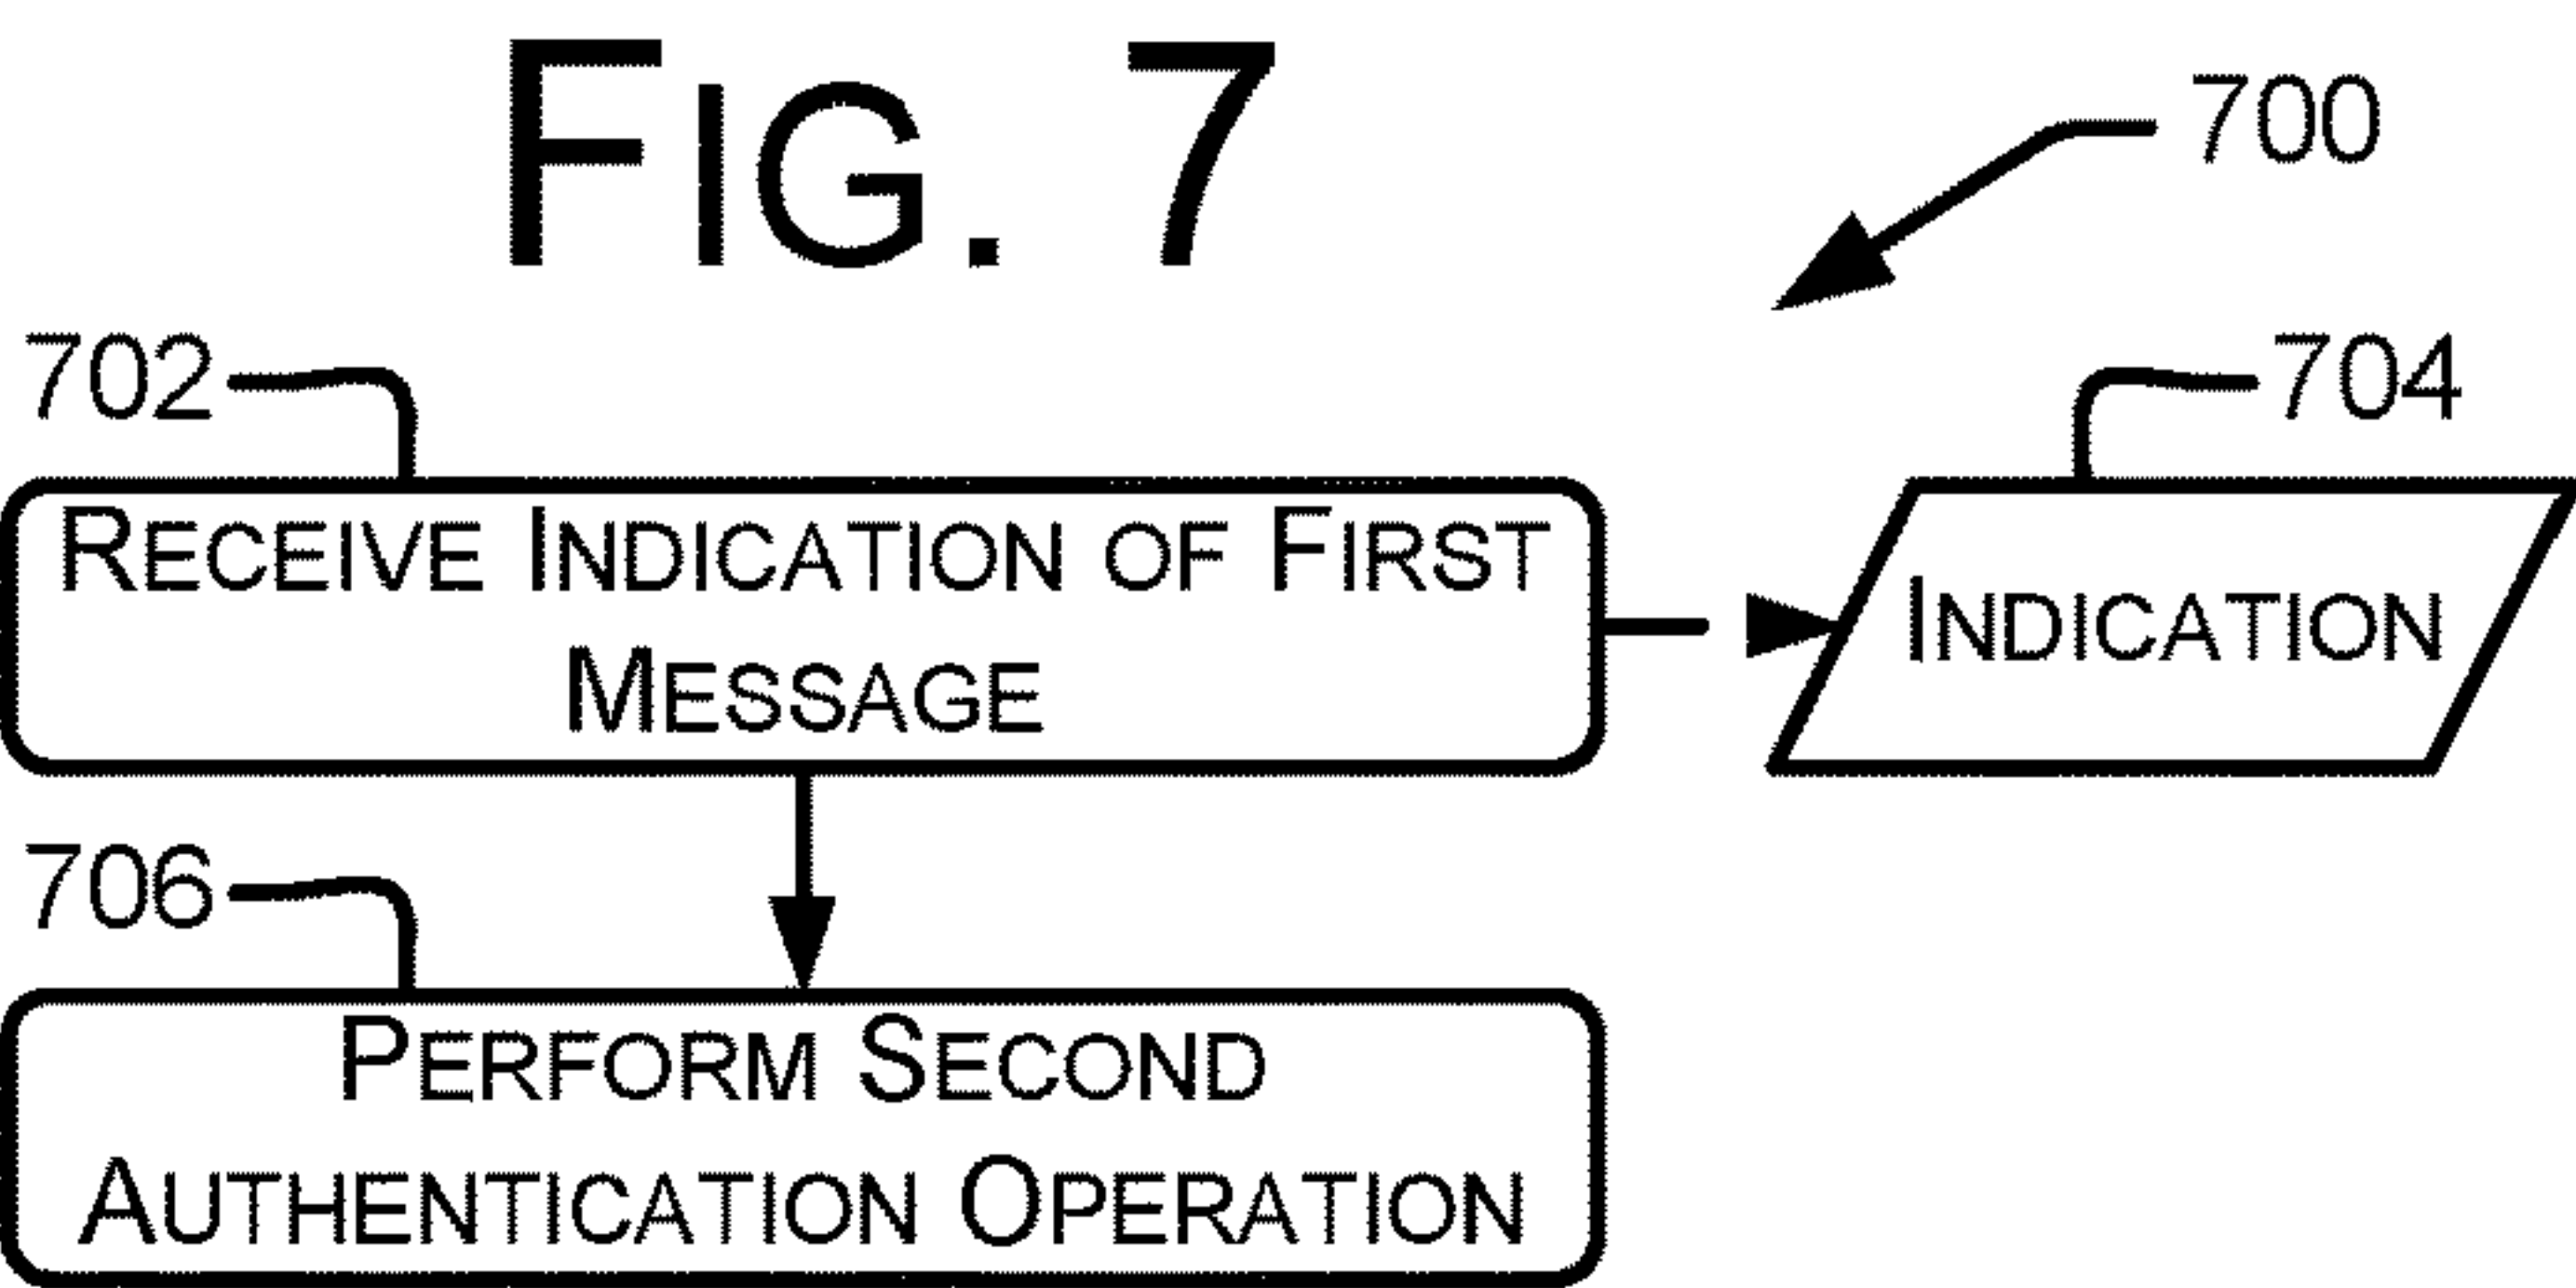 FIG. 7
700
702
704
RECEIVE INDICATION OF FIRST
MESSAGE
INDICATION
706
PERFORM SECOND
AUTHENTICATION OPERATION